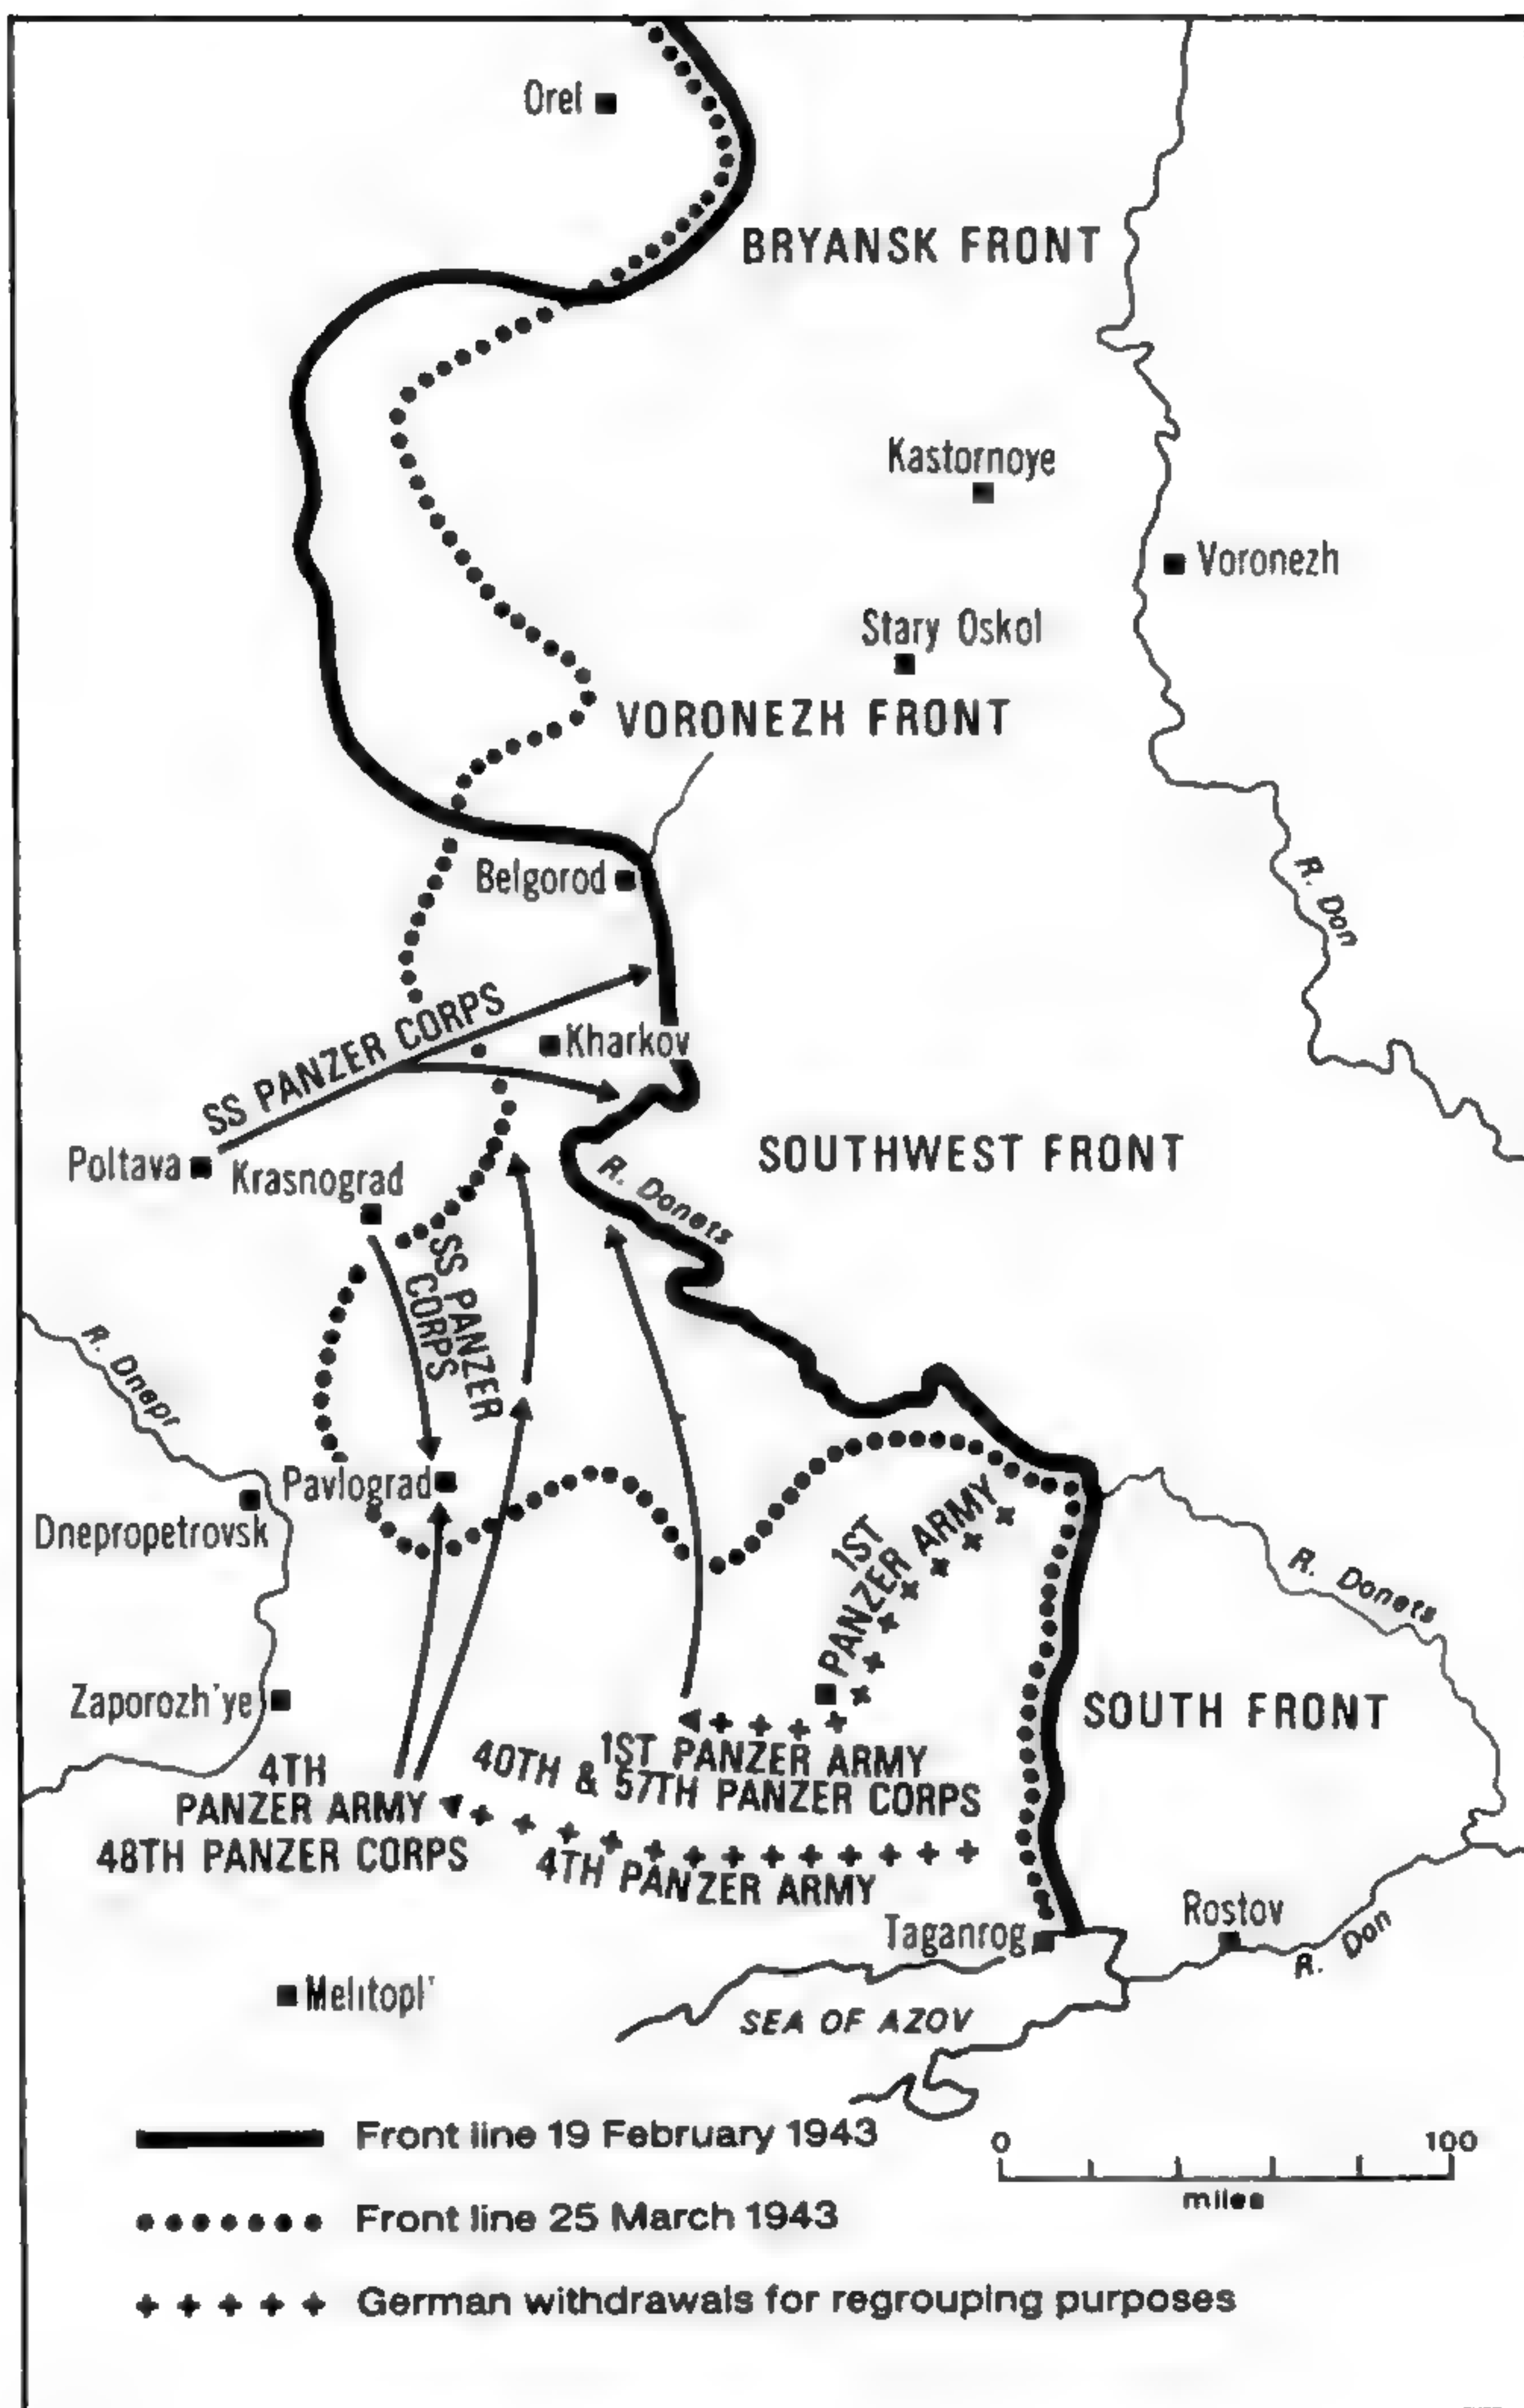 Orel
BRYANSK FRONT
Kastornoye
Voronezh
Stary Oskol
VORONEZH FRONT
Belgorod
R. Don
SS PANZER CORPS
Kharkov
Poltava
Krasnograd
SOUTHWEST FRONT
R. Donets
SS PANZER
CORPS
R. Dnepr
Pavlograd
Dnepropetrovsk
1ST
PANZER ARMY
R. Donets
Zaporozh'ye
SOUTH FRONT
1ST PANZER ARMY
40TH & 57TH PANZER CORPS
4TH
PANZER ARMY
48TH PANZER CORPS
4TH PANZER ARMY
Taganrog
Rostov
R. Don
Melitopl'
SEA OF AZOV
Front line 19 February 1943
0 100
miles
Front line 25 March 1943
German withdrawals for regrouping purposes